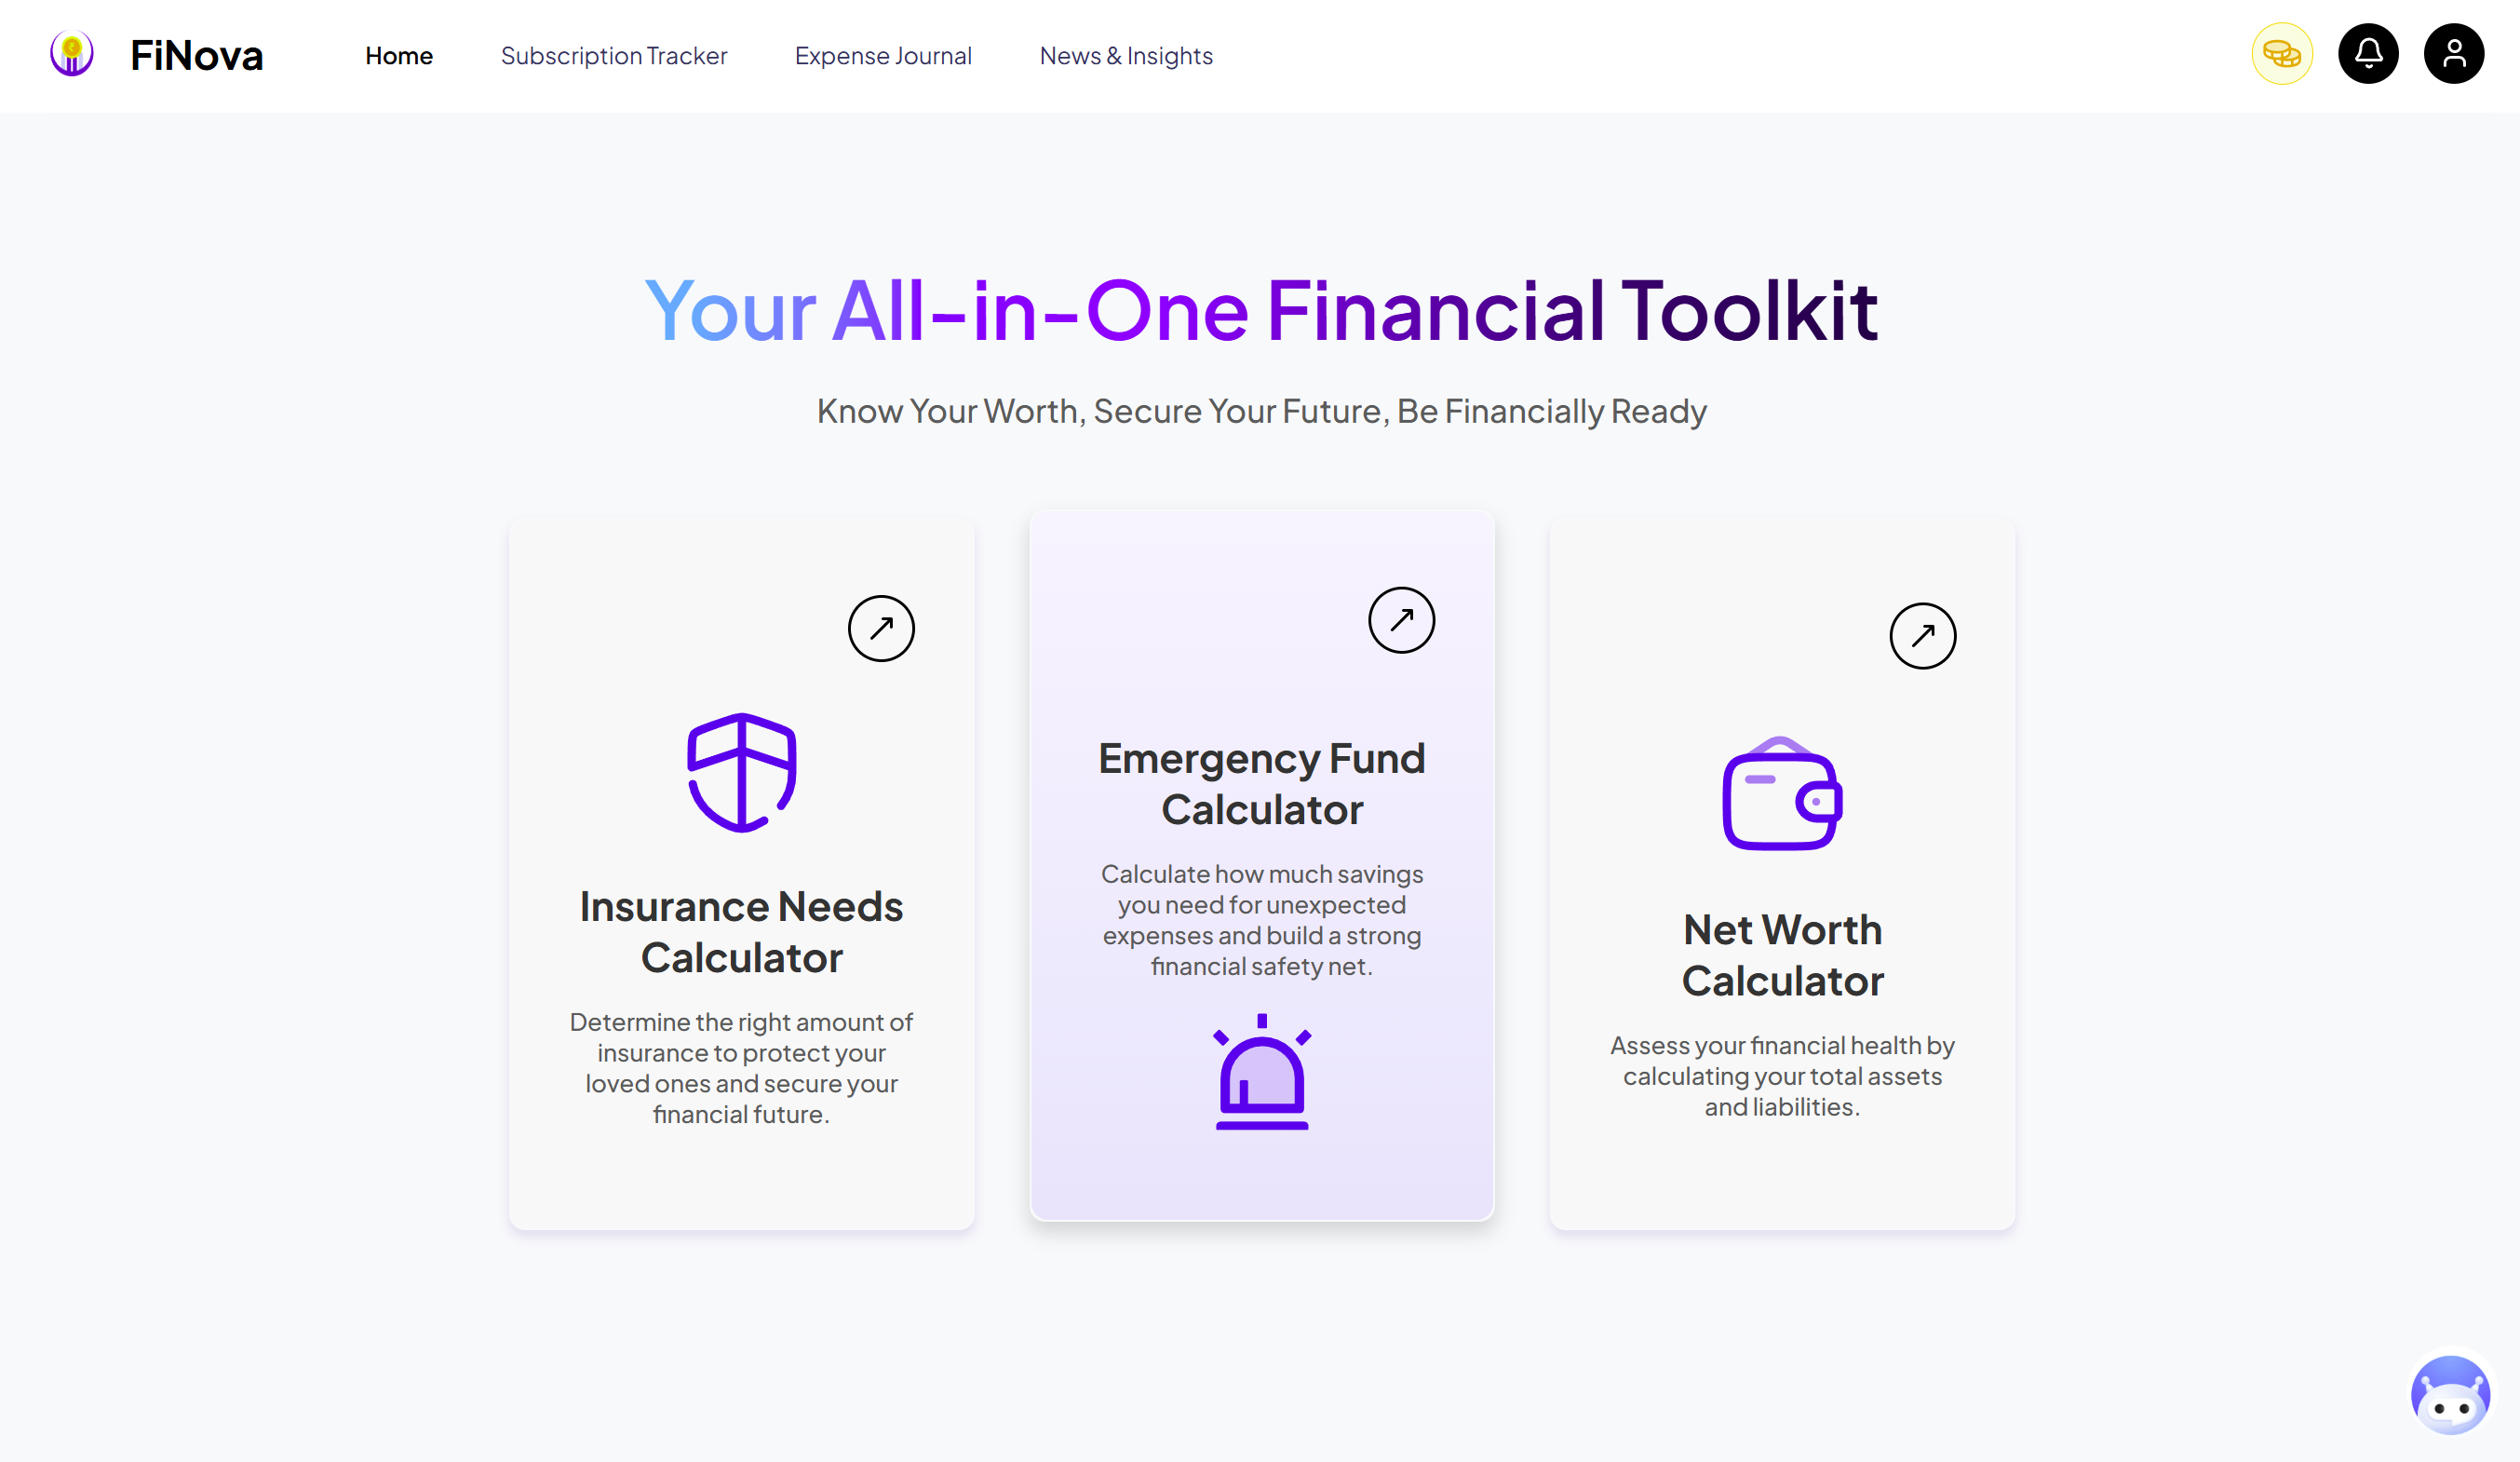 FiNova
Home
Subscription Tracker
Expense Journal
News & Insights
Your All-in-One Financial Toolkit
Know Your Worth, Secure Your Future, Be Financially Ready
Insurance Needs
Calculator
Determine the right amount of
insurance to protect your
loved ones and secure your
financial future.
Emergency Fund
Calculator
Calculate how much savings
you need for unexpected
expenses and build a strong
financial safety net.
Net Worth
Calculator
Assess your financial health by
calculating your total assets
and liabilities.